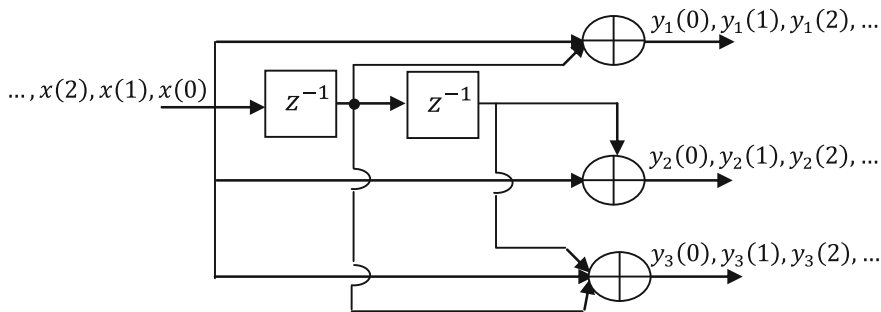 y₁(0), y₁(1), y₁(2), ...
..., x(2), x(1), x(0)
z⁻¹
z⁻¹
y₂(0), y₂(1), y₂(2), ...
y₃(0), y₃(1), y₃(2), ...